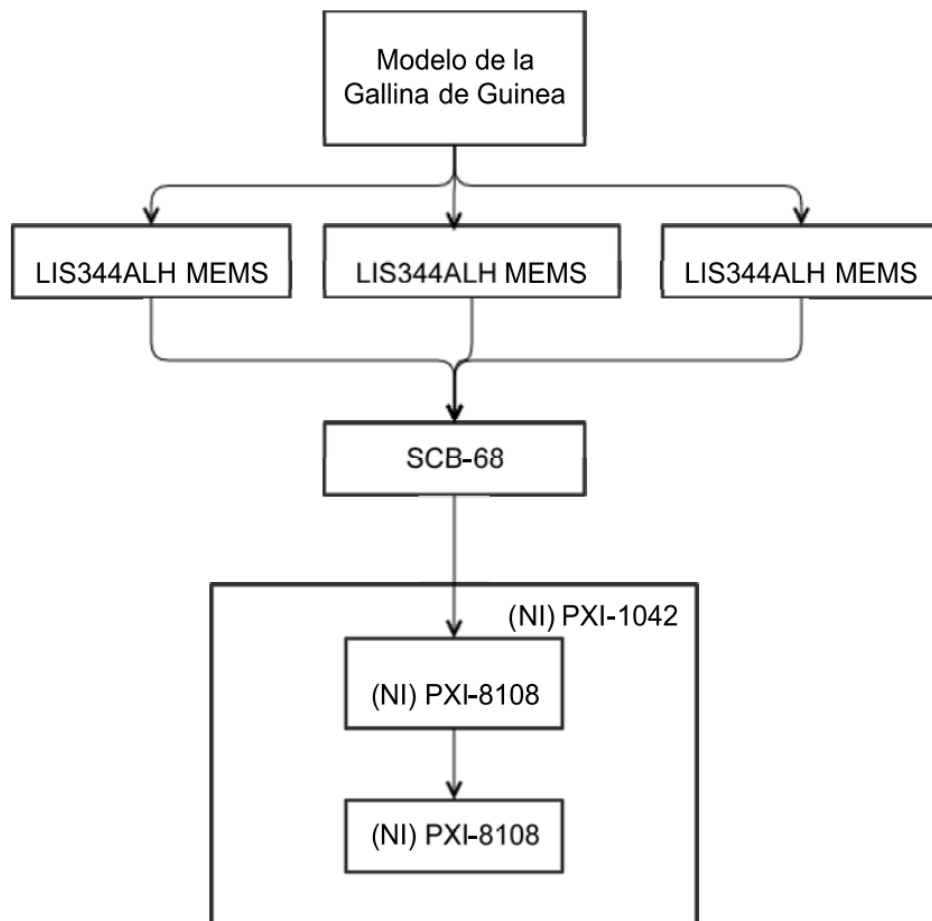 Modelo de la
Gallina de Guinea
LIS344ALH MEMS
LIS344ALH MEMS
LIS344ALH MEMS
SCB-68
(NI) PXI-1042
(NI) PXI-8108
(NI) PXI-8108